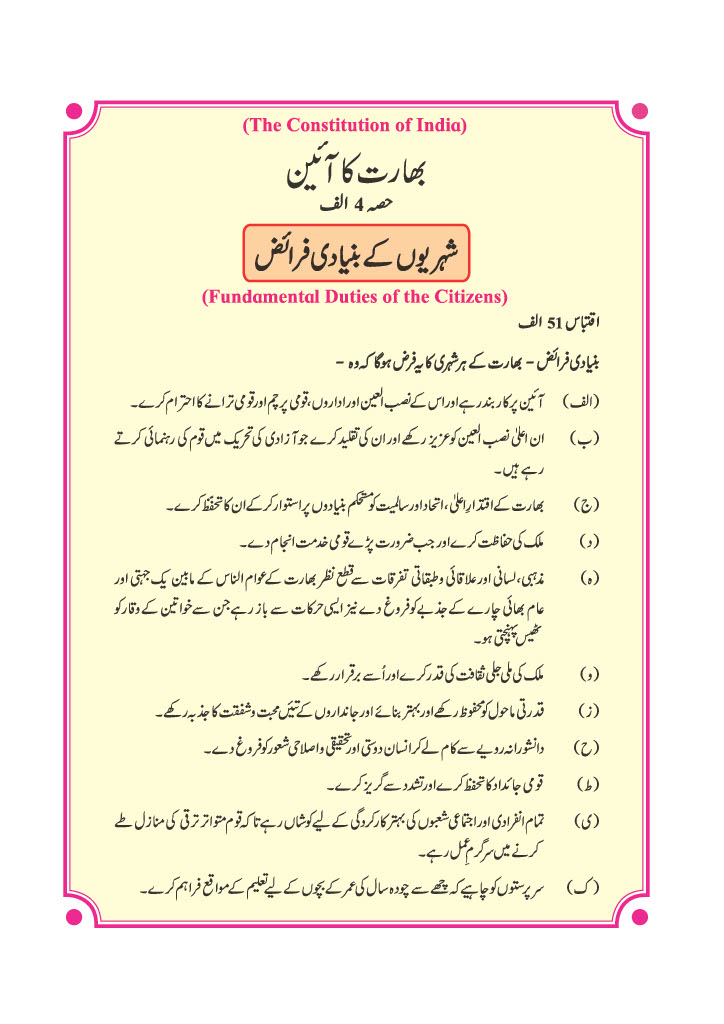 (The Constitution of India)
بھارت کا آئین
حصہ 4 الف
شہریوں کے بنیادی فرائض
(Fundamental Duties of the Citizens)
اقتباس 51 الف
بنیادی فرائض - بھارت کے ہر شہری کا یہ فرض ہوگا کہ وہ -
(الف) آئین پر کاربند رہے اور اس کے نصب العین اور اداروں، قومی پرچم اور قومی ترانے کا احترام کرے۔
(ب) ان اعلیٰ نصب العین کو عزیز رکھے اور ان کی تقلید کرے جو آزادی کی تحریک میں قوم کی رہنمائی کرتے
رہے ہیں۔
(ج) بھارت کے اقتدارِ اعلیٰ، اتحاد اور سالمیت کو مستحکم بنیادوں پر استوار کرکے ان کا تحفظ کرے۔
(د) ملک کی حفاظت کرے اور جب ضرورت پڑے قومی خدمت انجام دے۔
(ہ) مذہبی، لسانی اور علاقائی و طبقاتی تفرقات سے قطع نظر بھارت کے عوام الناس کے مابین یک جہتی اور
عام بھائی چارے کے جذبے کو فروغ دے نیز ایسی حرکات سے باز رہے جن سے خواتین کے وقار کو
ٹھیس پہنچتی ہو۔
(و) ملک کی ملی جلی ثقافت کی قدر کرے اور اُسے برقرار رکھے۔
(ز) قدرتی ماحول کو محفوظ رکھے اور بہتر بنائے اور جانداروں کے تئیں محبت و شفقت کا جذبہ رکھے۔
(ح) دانشورانہ رویے سے کام لے کر انسان دوستی اور تحقیقی و اصلاحی شعور کو فروغ دے۔
(ط) قومی جائداد کا تحفظ کرے اور تشدد سے گریز کرے۔
(ی) تمام انفرادی اور اجتماعی شعبوں کی بہتر کارکردگی کے لیے کوشاں رہے تاکہ قوم متواتر ترقی کی منازل طے
کرنے میں سرگرمِ عمل رہے۔
(ک) سرپرستوں کو چاہیے کہ چھے سے چودہ سال کی عمر کے بچوں کے لیے تعلیم کے مواقع فراہم کرے۔